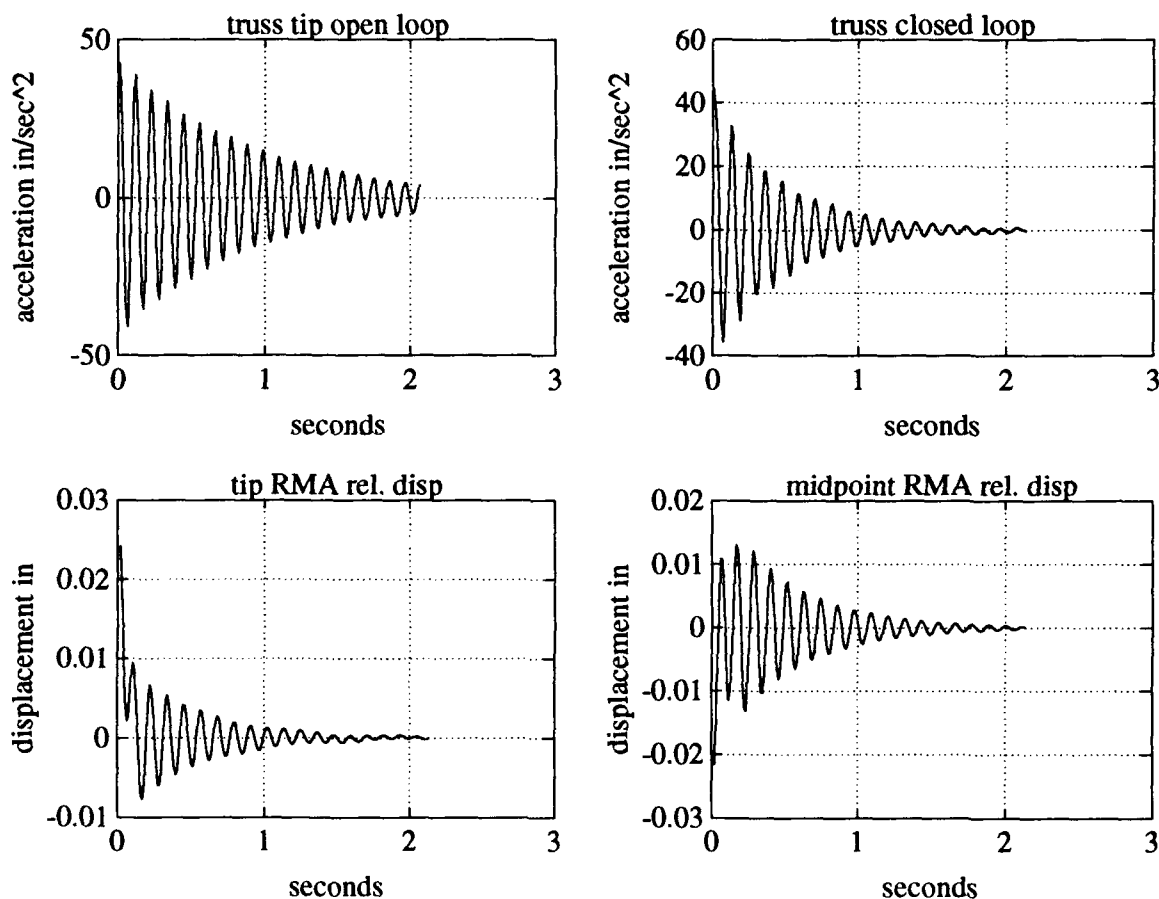 truss tip open loop
50
0
-50
acceleration in/sec^2
0 1 2 3
seconds
truss closed loop
60
40
20
0
-20
-40
acceleration in/sec^2
0 1 2 3
seconds
tip RMA rel. disp
0.03
0.02
0.01
0
-0.01
displacement in
0 1 2 3
seconds
midpoint RMA rel. disp
0.02
0.01
0
-0.01
-0.02
-0.03
displacement in
0 1 2 3
seconds